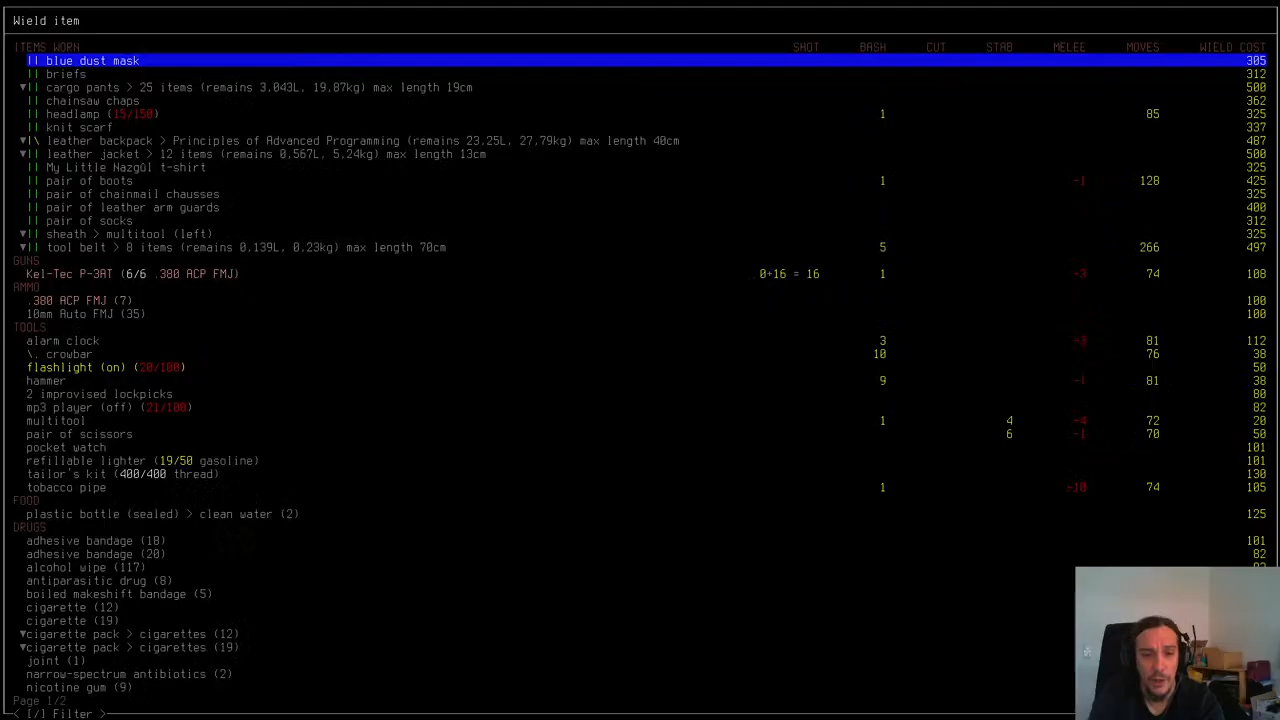 Wield item
ITEMS WORN SHOT BASH CUT STAB MELEE MOVES WIELD COST
|| blue dust mask 305
|| briefs 312
▼|| cargo pants > 25 items (remains 3.043L, 19.87kg) max length 19cm 500
|| chainsaw chaps 362
|| headlamp (15/150) 1 85 325
|| knit scarf 337
▼|\ leather backpack > Principles of Advanced Programming (remains 23.25L, 27.79kg) max length 40cm 487
▼|| leather jacket > 12 items (remains 0.567L, 5.24kg) max length 13cm 500
|| My Little Nazgûl t-shirt 325
|| pair of boots 1 -1 128 425
|| pair of chainmail chausses 325
|| pair of leather arm guards 400
|| pair of socks 312
▼|| sheath > multitool (left) 325
▼|| tool belt > 8 items (remains 0.139L, 0.23kg) max length 70cm 5 266 497
GUNS
Kel-Tec P-3AT (6/6 .380 ACP FMJ) 0+16 = 16 1 -3 74 108
AMMO
.380 ACP FMJ (7) 100
10mm Auto FMJ (35) 100
TOOLS
alarm clock 3 -3 81 112
\. crowbar 10 76 38
flashlight (on) (20/100) 50
hammer 9 -1 81 38
2 improvised lockpicks 80
mp3 player (off) (21/100) 82
multitool 1 4 -4 72 20
pair of scissors 6 -1 70 50
pocket watch 101
refillable lighter (19/50 gasoline) 101
tailor's kit (400/400 thread) 130
tobacco pipe 1 -10 74 105
FOOD
plastic bottle (sealed) > clean water (2) 125
DRUGS
adhesive bandage (18) 101
adhesive bandage (20) 82
alcohol wipe (117)
antiparasitic drug (8)
boiled makeshift bandage (5)
cigarette (12)
cigarette (19)
▼cigarette pack > cigarettes (12)
▼cigarette pack > cigarettes (19)
joint (1)
narrow-spectrum antibiotics (2)
nicotine gum (9)
Page 1/2
< [/] Filter >